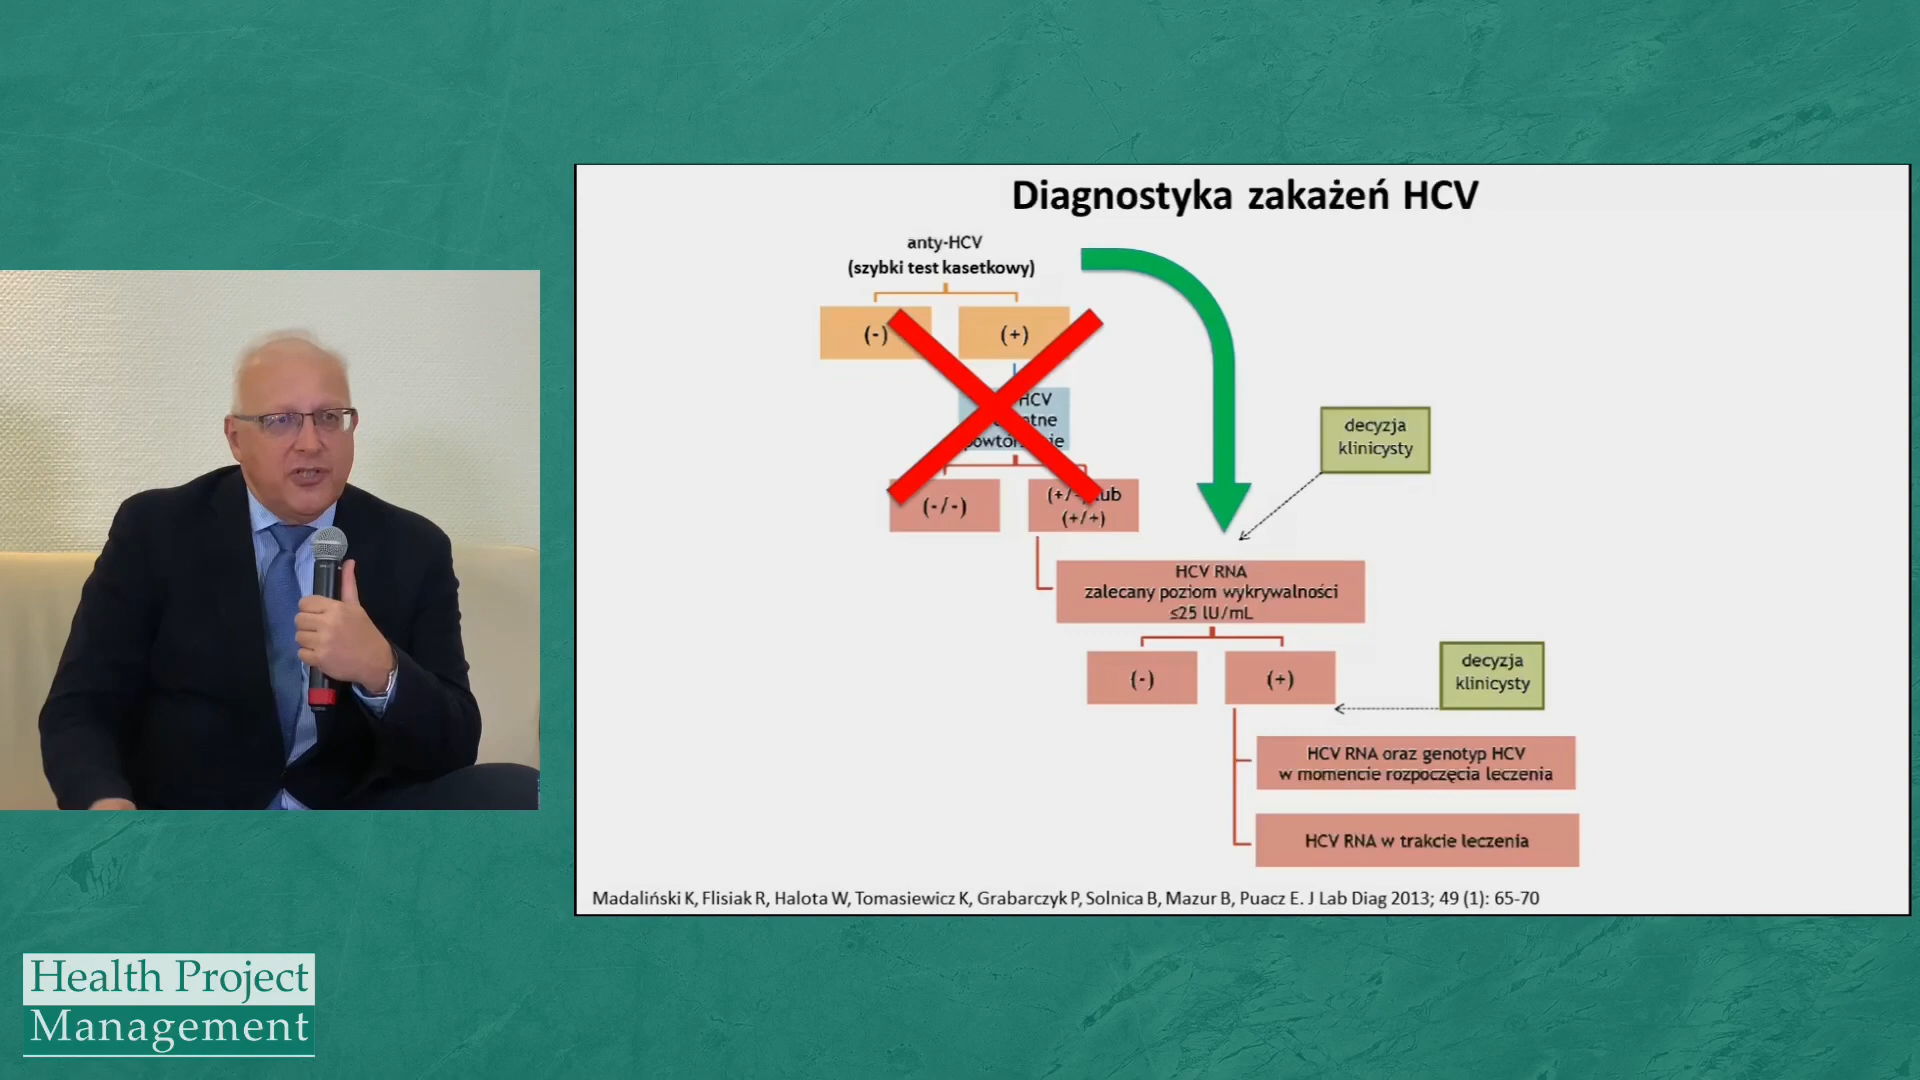 Diagnostyka zakażeń HCV
anty-HCV
(szybki test kasetkowy)
(-)
(+)
HCV
(-/-)
(+/-) lub
(+/+)
decyzja
klinicysty
HCV RNA
zalecany poziom wykrywalności
≤25 IU/mL
(-)
(+)
decyzja
klinicysty
HCV RNA oraz genotyp HCV
w momencie rozpoczęcia leczenia
HCV RNA w trakcie leczenia
Madaliński K, Flisiak R, Halota W, Tomasiewicz K, Grabarczyk P, Solnica B, Mazur B, Puacz E. J Lab Diag 2013; 49 (1): 65-70
Health Project
Management